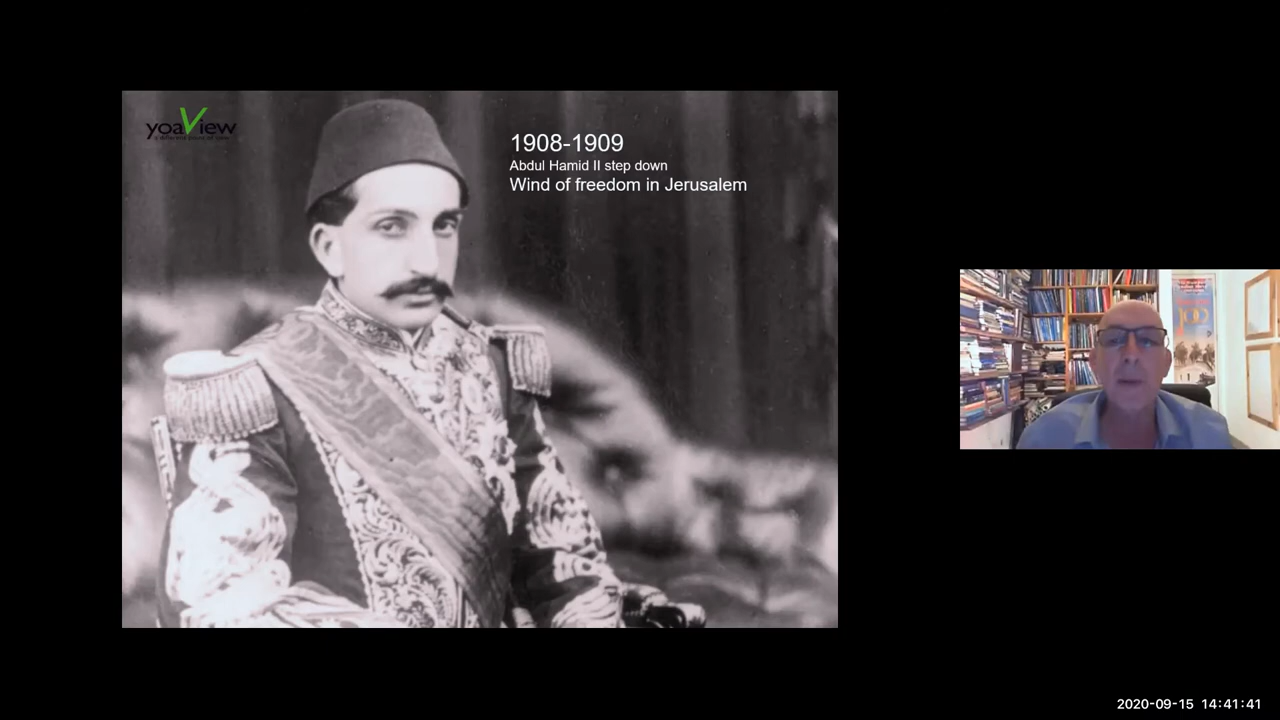 yoaView
1908-1909
Abdul Hamid II step down
Wind of freedom in Jerusalem
100
2020-09-15 14:41:41